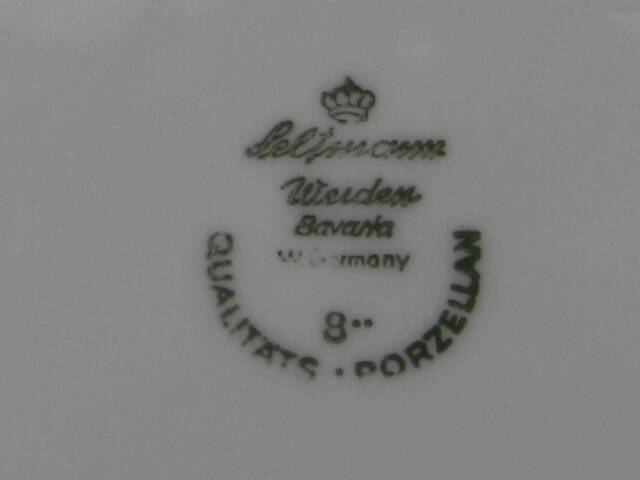 Seltmann
Weiden
Bavaria
W. Germany
8..
QUALITÄTS · PORZELLAN